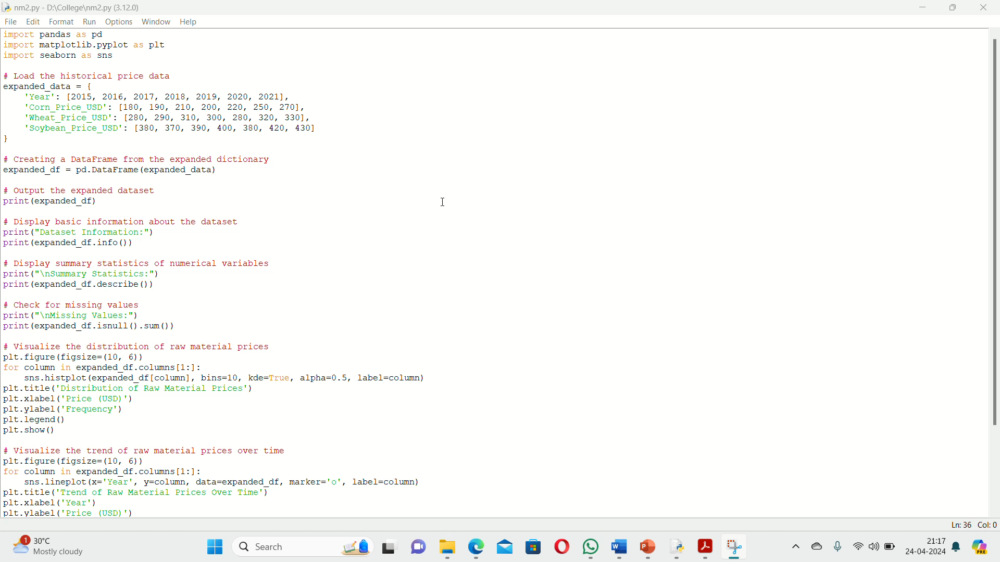 nm2.py - D:\College\nm2.py (3.12.0)
File Edit Format Run Options Window Help
import pandas as pd
import matplotlib.pyplot as plt
import seaborn as sns

# Load the historical price data
expanded_data = {
    'Year': [2015, 2016, 2017, 2018, 2019, 2020, 2021],
    'Corn_Price_USD': [180, 190, 210, 200, 220, 250, 270],
    'Wheat_Price_USD': [280, 290, 310, 300, 280, 320, 330],
    'Soybean_Price_USD': [380, 370, 390, 400, 380, 420, 430]
}

# Creating a DataFrame from the expanded dictionary
expanded_df = pd.DataFrame(expanded_data)

# Output the expanded dataset
print(expanded_df)

# Display basic information about the dataset
print("Dataset Information:")
print(expanded_df.info())

# Display summary statistics of numerical variables
print("\nSummary Statistics:")
print(expanded_df.describe())

# Check for missing values
print("\nMissing Values:")
print(expanded_df.isnull().sum())

# Visualize the distribution of raw material prices
plt.figure(figsize=(10, 6))
for column in expanded_df.columns[1:]:
    sns.histplot(expanded_df[column], bins=10, kde=True, alpha=0.5, label=column)
plt.title('Distribution of Raw Material Prices')
plt.xlabel('Price (USD)')
plt.ylabel('Frequency')
plt.legend()
plt.show()

# Visualize the trend of raw material prices over time
plt.figure(figsize=(10, 6))
for column in expanded_df.columns[1:]:
    sns.lineplot(x='Year', y=column, data=expanded_df, marker='o', label=column)
plt.title('Trend of Raw Material Prices Over Time')
plt.xlabel('Year')
plt.ylabel('Price (USD)')
Ln: 36 Col: 0
1
30°C
Mostly cloudy
Search
21:17
24-04-2024
PRE